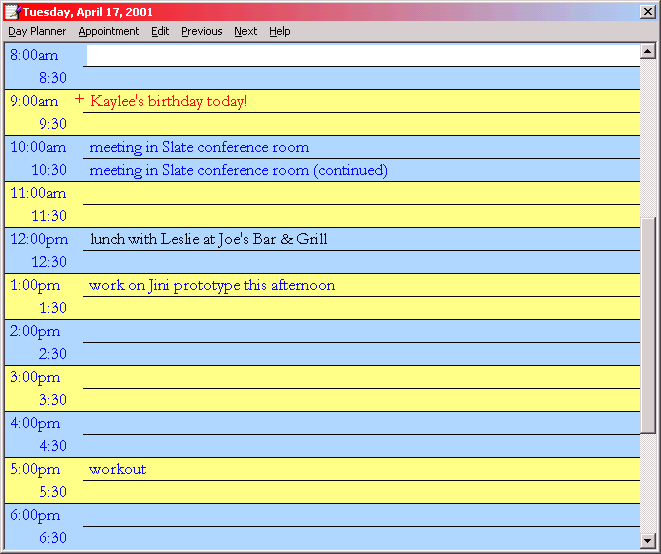 Tuesday, April 17, 2001
Day Planner Appointment Edit Previous Next Help
8:00am
8:30
9:00am + Kaylee's birthday today!
9:30
10:00am meeting in Slate conference room
10:30 meeting in Slate conference room (continued)
11:00am
11:30
12:00pm lunch with Leslie at Joe's Bar & Grill
12:30
1:00pm work on Jini prototype this afternoon
1:30
2:00pm
2:30
3:00pm
3:30
4:00pm
4:30
5:00pm workout
5:30
6:00pm
6:30